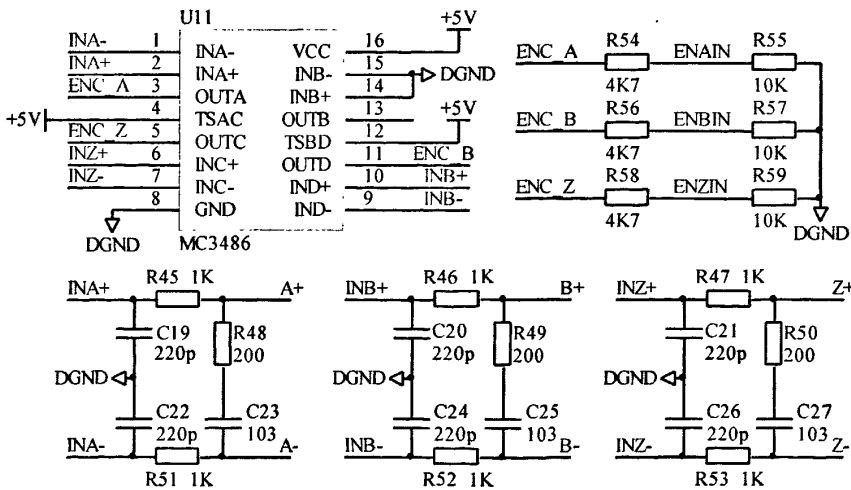 U11
INA- 1 INA- VCC 16 +5V
INA+ 2 INA+ INB- 15
ENC_A 3 OUTA INB+ 14 DGND
+5V 4 TSAC OUTB 13 +5V
ENC_Z 5 OUTC TSBD 12
INZ+ 6 INC+ OUTD 11 ENC_B
INZ- 7 INC- IND+ 10 INB+
8 GND IND- 9 INB-
DGND
MC3486
ENC_A R54 ENAIN R55
4K7 10K
ENC_B R56 ENBIN R57
4K7 10K
ENC_Z R58 ENZIN R59
4K7 10K
DGND
INA+ R45 1K A+
C19 R48
220p 200
DGND
C22 C23
220p 103
INA- A-
R51 1K
INB+ R46 1K B+
C20 R49
220p 200
DGND
C24 C25
220p 103
INB- B-
R52 1K
INZ+ R47 1K Z+
C21 R50
220p 200
DGND
C26 C27
220p 103
INZ- Z-
R53 1K